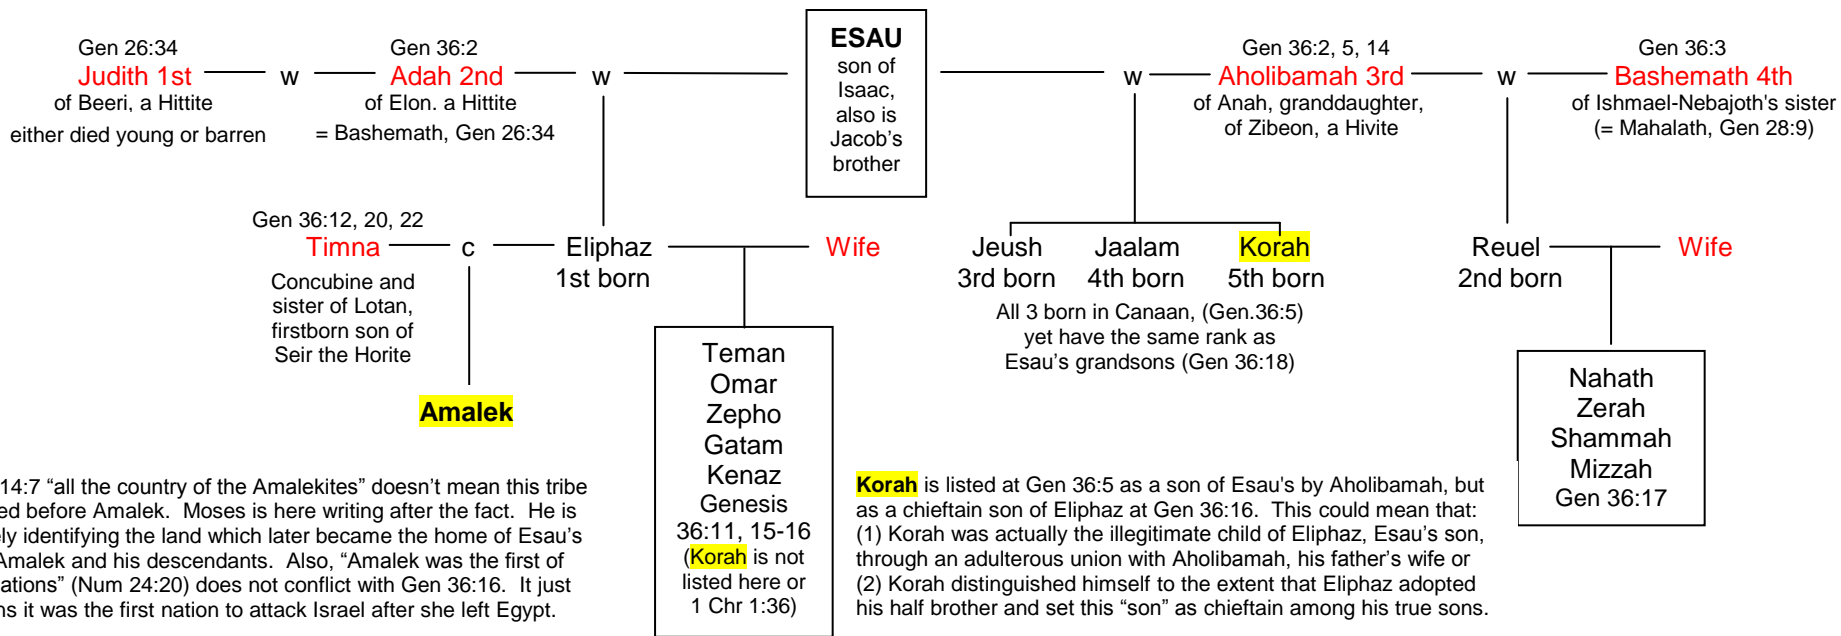 Gen 26:34
Judith 1st
of Beeri, a Hittite
either died young or barren
w
Gen 36:2
Adah 2nd
of Elon. a Hittite
= Bashemath, Gen 26:34
w
ESAU
son of
Isaac,
also is
Jacob's
brother
w
Gen 36:2, 5, 14
Aholibamah 3rd
of Anah, granddaughter,
of Zibeon, a Hivite
w
Gen 36:3
Bashemath 4th
of Ishmael-Nebajoth's sister
(= Mahalath, Gen 28:9)
Gen 36:12, 20, 22
Timna
Concubine and
sister of Lotan,
firstborn son of
Seir the Horite
c
Eliphaz
1st born
Wife
Jeush
3rd born
Jaalam
4th born
Korah
5th born
All 3 born in Canaan, (Gen.36:5)
yet have the same rank as
Esau's grandsons (Gen 36:18)
Reuel
2nd born
Wife
Amalek
Teman
Omar
Zepho
Gatam
Kenaz
Genesis
36:11, 15-16
(Korah is not
listed here or
1 Chr 1:36)
Nahath
Zerah
Shammah
Mizzah
Gen 36:17
14:7 “all the country of the Amalekites” doesn't mean this tribe
ed before Amalek. Moses is here writing after the fact. He is
ely identifying the land which later became the home of Esau's
Amalek and his descendants. Also, “Amalek was the first of
ations” (Num 24:20) does not conflict with Gen 36:16. It just
ns it was the first nation to attack Israel after she left Egypt.
Korah is listed at Gen 36:5 as a son of Esau's by Aholibamah, but
as a chieftain son of Eliphaz at Gen 36:16. This could mean that:
(1) Korah was actually the illegitimate child of Eliphaz, Esau's son,
through an adulterous union with Aholibamah, his father's wife or
(2) Korah distinguished himself to the extent that Eliphaz adopted
his half brother and set this “son” as chieftain among his true sons.